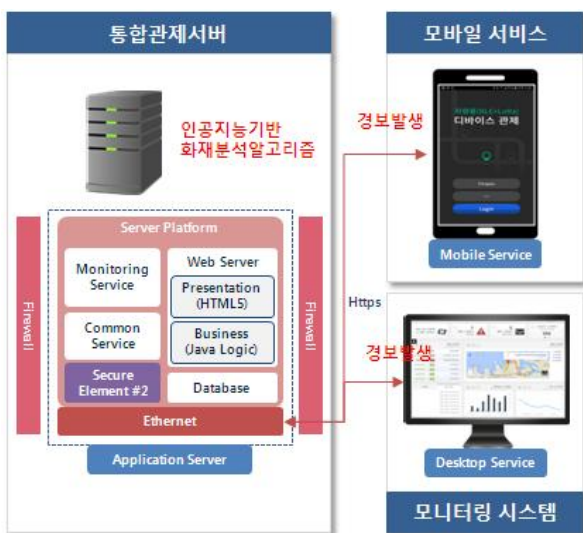 통합관제서버
인공지능기반
화재분석알고리즘
Server Platform
Monitoring
Service
Web Server
Presentation
(HTML5)
Common
Service
Business
(Java Logic)
Secure
Element #2
Database
Ethernet
Firewall
Firewall
Application Server
모바일 서비스
경보발생
디바이스 관제
Login
Mobile Service
Https
경보발생
Desktop Service
모니터링 시스템